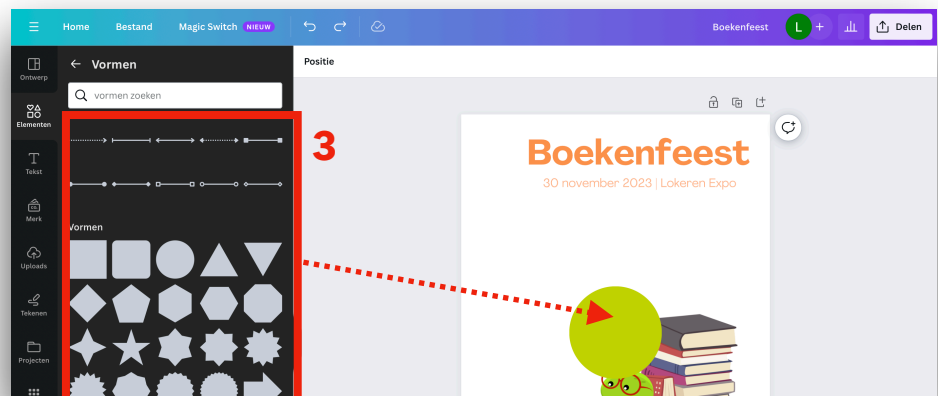 Home Bestand Magic Switch NIEUW Boekenfeest L + Delen
Ontwerp
Elementen
Tekst
CO.
Merk
Uploads
Tekenen
Projecten
Vormen
vormen zoeken
Vormen
3
Positie
Boekenfeest
30 november 2023 | Lokeren Expo